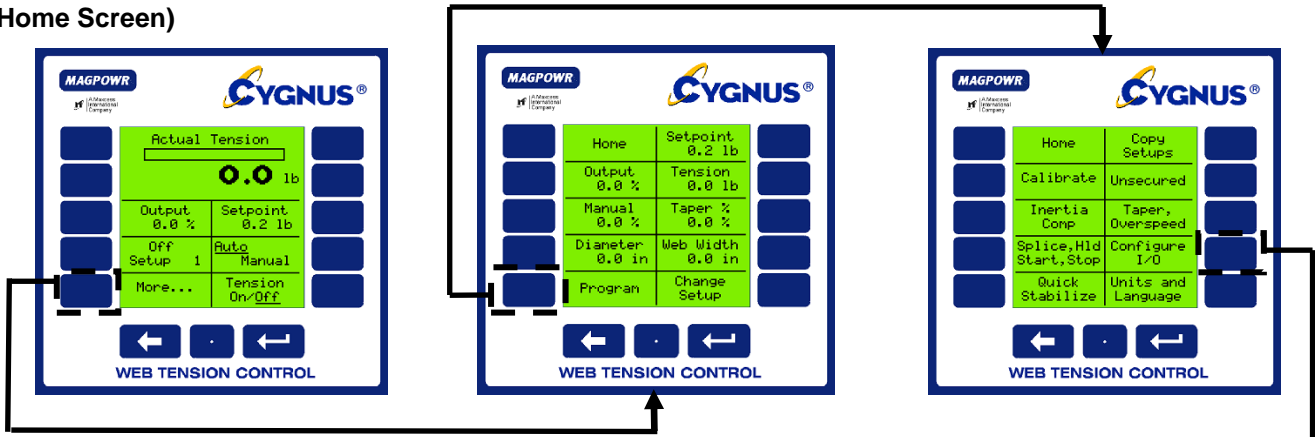 Home Screen)
MAGPOWR
A Maxcess
International
Company
CYGNUS®
Actual Tension
0.0 lb
Output
0.0 %
Setpoint
0.2 lb
Off
Setup 1
Auto
Manual
More...
Tension
On/Off
WEB TENSION CONTROL
MAGPOWR
A Maxcess
International
Company
CYGNUS®
Home
Setpoint
0.2 lb
Output
0.0 %
Tension
0.0 lb
Manual
0.0 %
Taper %
0.0 %
Diameter
0.0 in
Web Width
0.0 in
Program
Change
Setup
WEB TENSION CONTROL
MAGPOWR
A Maxcess
International
Company
CYGNUS®
Home
Copy
Setups
Calibrate
Unsecured
Inertia
Comp
Taper,
Overspeed
Splice,Hld
Start,Stop
Configure
I/O
Quick
Stabilize
Units and
Language
WEB TENSION CONTROL